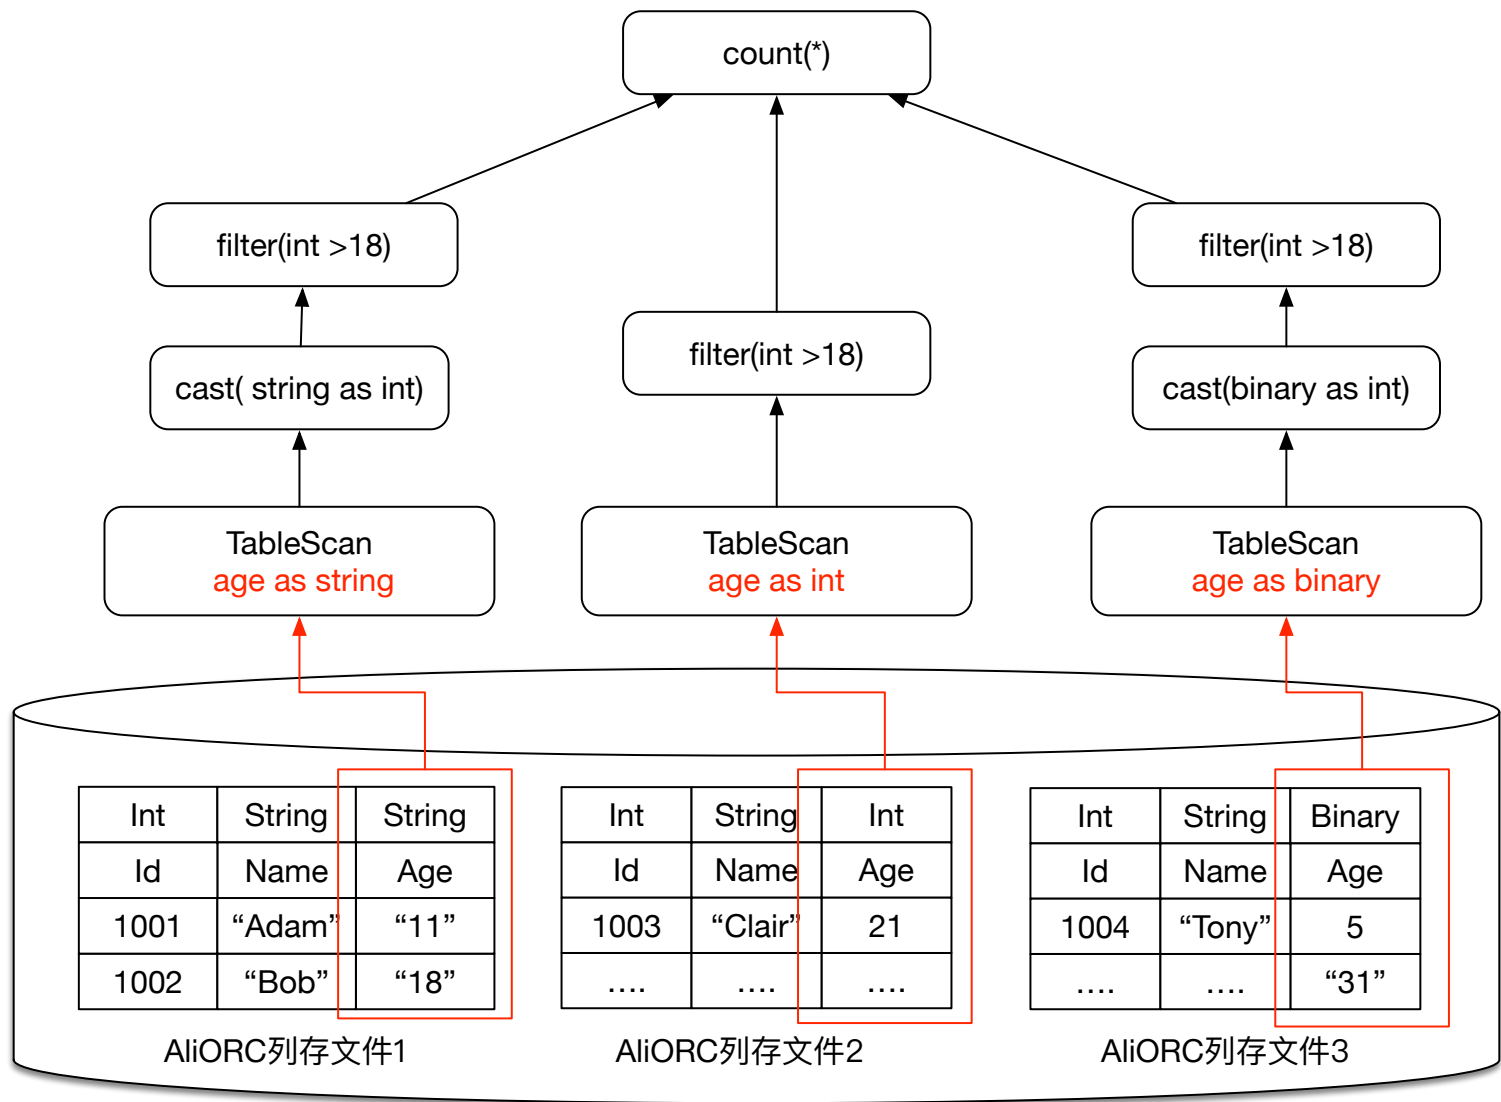 count(*)
filter(int >18)
filter(int >18)
filter(int >18)
cast( string as int)
cast(binary as int)
TableScan
age as string
TableScan
age as int
TableScan
age as binary
Int String String
Id Name Age
1001 “Adam” “11”
1002 “Bob” “18”
AliORC列存文件1
Int String Int
Id Name Age
1003 “Clair” 21
.... .... ....
AliORC列存文件2
Int String Binary
Id Name Age
1004 “Tony” 5
.... .... “31”
AliORC列存文件3